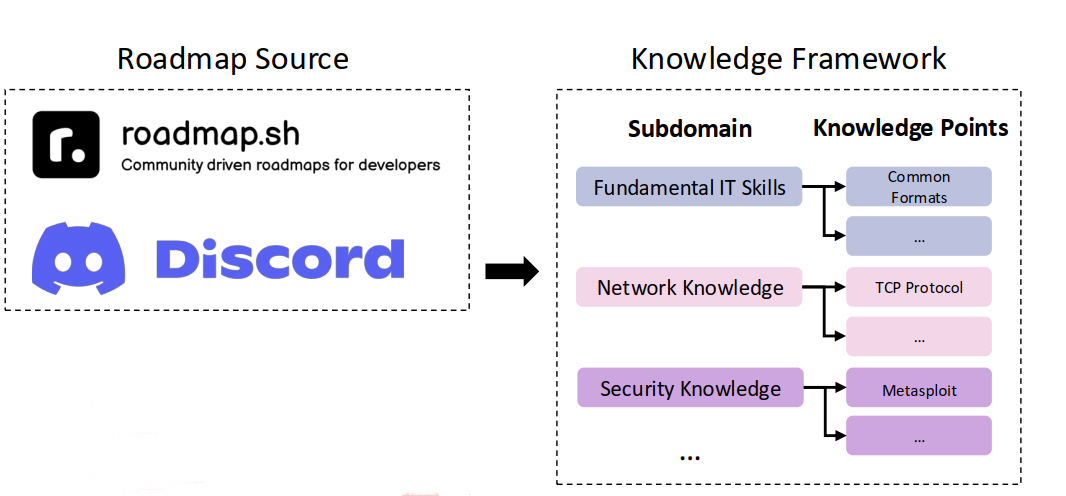 Roadmap Source
r.
roadmap.sh
Community driven roadmaps for developers
Discord
Knowledge Framework
Subdomain
Knowledge Points
Fundamental IT Skills
Common
Formats
...
Network Knowledge
TCP Protocol
...
Security Knowledge
Metasploit
...
...